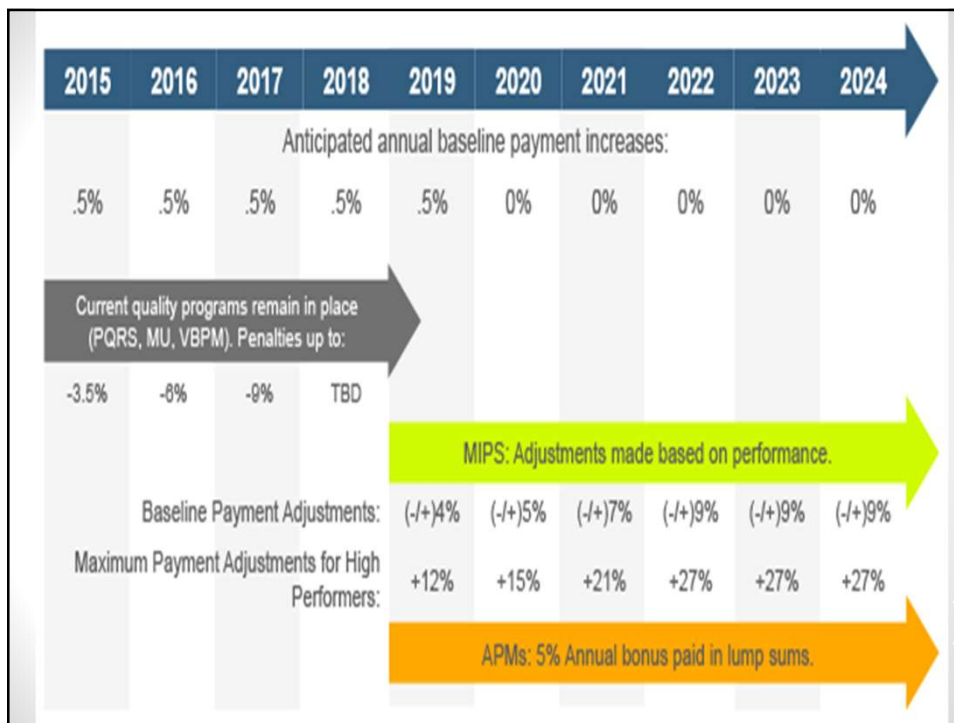 2015 2016 2017 2018 2019 2020 2021 2022 2023 2024
Anticipated annual baseline payment increases:
.5% .5% .5% .5% .5% 0% 0% 0% 0% 0%
Current quality programs remain in place
(PQRS, MU, VBPM). Penalties up to:
-3.5% -6% -9% TBD
MIPS: Adjustments made based on performance.
Baseline Payment Adjustments: (-/+)4% (-/+)5% (-/+)7% (-/+)9% (-/+)9% (-/+)9%
Maximum Payment Adjustments for High
Performers: +12% +15% +21% +27% +27% +27%
APMs: 5% Annual bonus paid in lump sums.